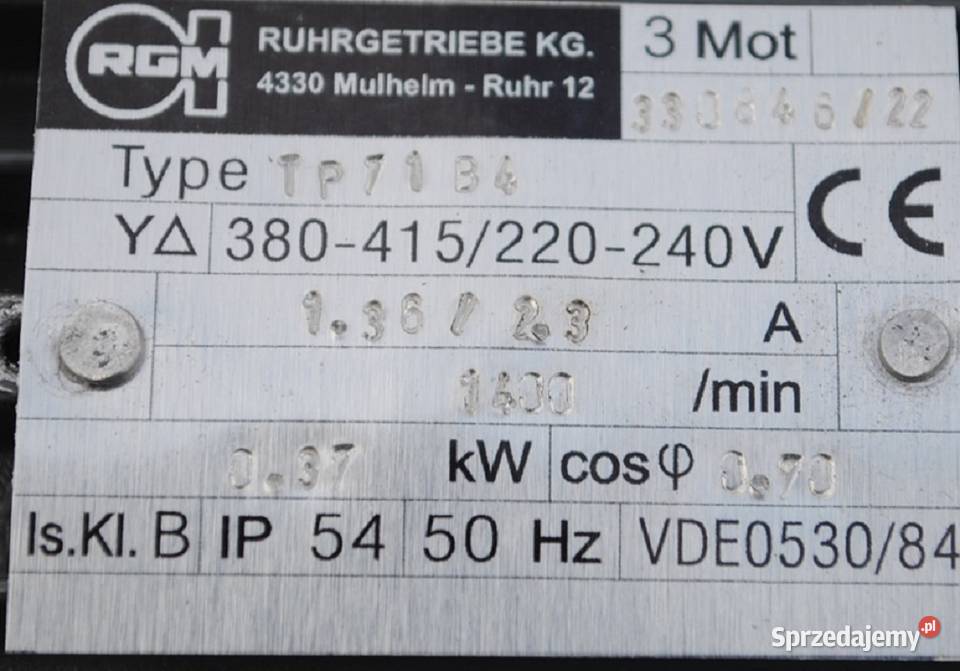 RGM
RUHRGETRIEBE KG.
4330 Mulhelm - Ruhr 12
3 Mot
330846/22
Type TP71B4
CE
YΔ 380-415/220-240V
1.36 / 2.3 A
1400 /min
0.37 kW cosφ 0.70
Is.Kl. B IP 54 50 Hz VDE0530/84
Sprzedajemy.pl